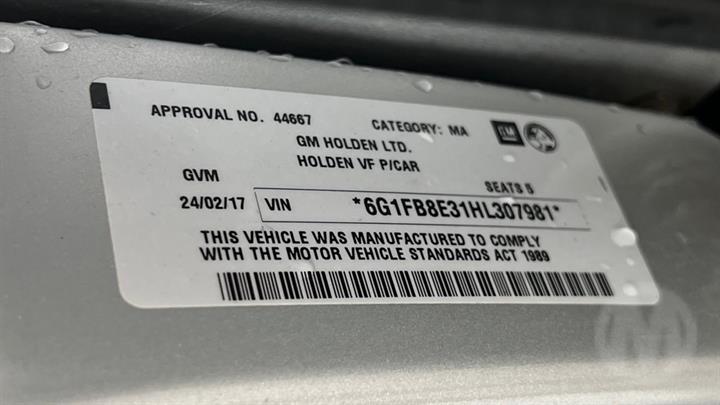 APPROVAL NO. 44667 CATEGORY: MA GM
GM HOLDEN LTD.
HOLDEN VF P/CAR
GVM SEATS 5
24/02/17 VIN *6G1FB8E31HL307981*
THIS VEHICLE WAS MANUFACTURED TO COMPLY
WITH THE MOTOR VEHICLE STANDARDS ACT 1989